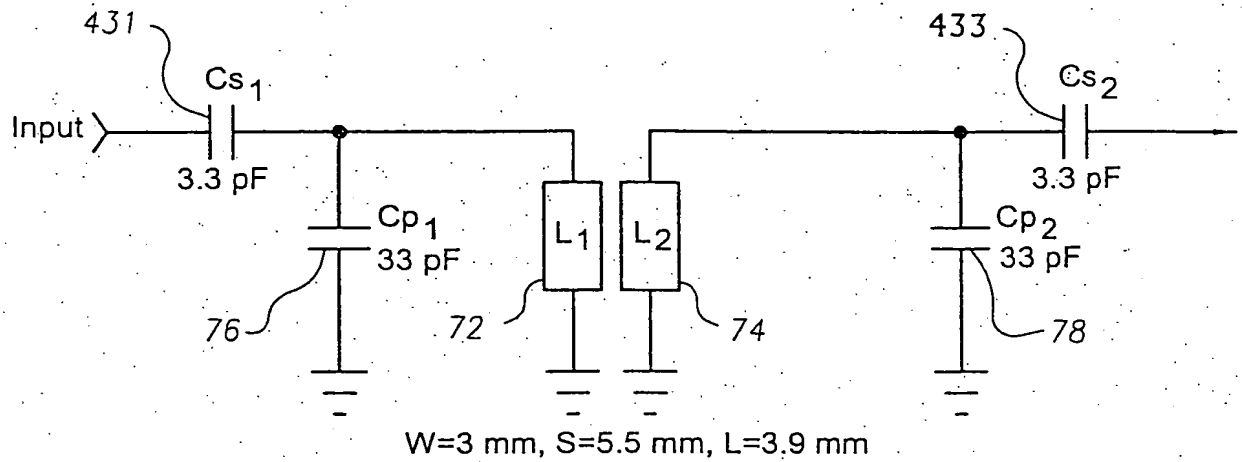 431
433
Cs1
Cs2
Input
3.3 pF
3.3 pF
Cp1
33 pF
L1
L2
Cp2
33 pF
76
72
74
78
W=3 mm, S=5.5 mm, L=3.9 mm